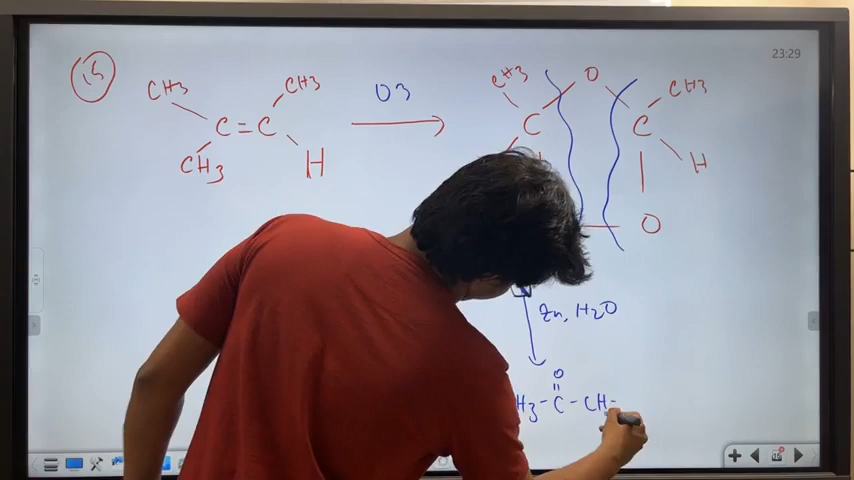 23:29
15
CH3 CH3 O3 CH3 O CH3
C=C C C
CH3 H H
O
Zn, H2O
O
H3-C-CH